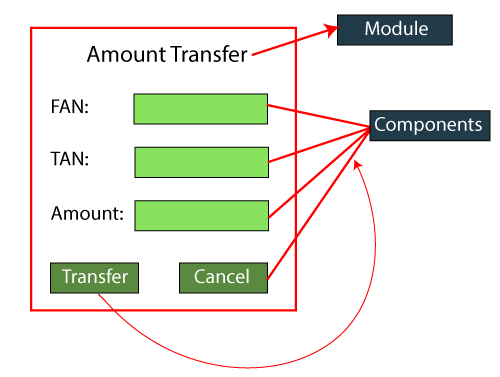 Module
Amount Transfer
FAN:
Components
TAN:
Amount:
Transfer
Cancel